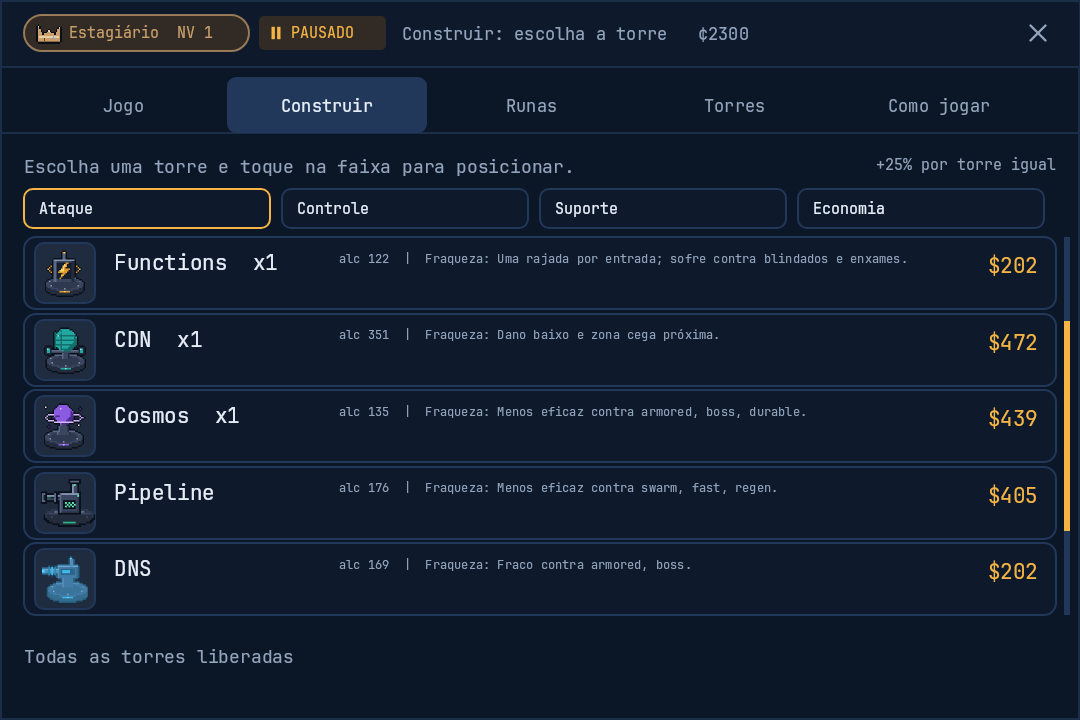 Estagiário NV 1 PAUSADO Construir: escolha a torre ₵2300
Jogo Construir Runas Torres Como jogar
Escolha uma torre e toque na faixa para posicionar. +25% por torre igual
Ataque Controle Suporte Economia
Functions x1 alc 122 | Fraqueza: Uma rajada por entrada; sofre contra blindados e enxames. $202
CDN x1 alc 351 | Fraqueza: Dano baixo e zona cega próxima. $472
Cosmos x1 alc 135 | Fraqueza: Menos eficaz contra armored, boss, durable. $439
Pipeline alc 176 | Fraqueza: Menos eficaz contra swarm, fast, regen. $405
DNS alc 169 | Fraqueza: Fraco contra armored, boss. $202
Todas as torres liberadas